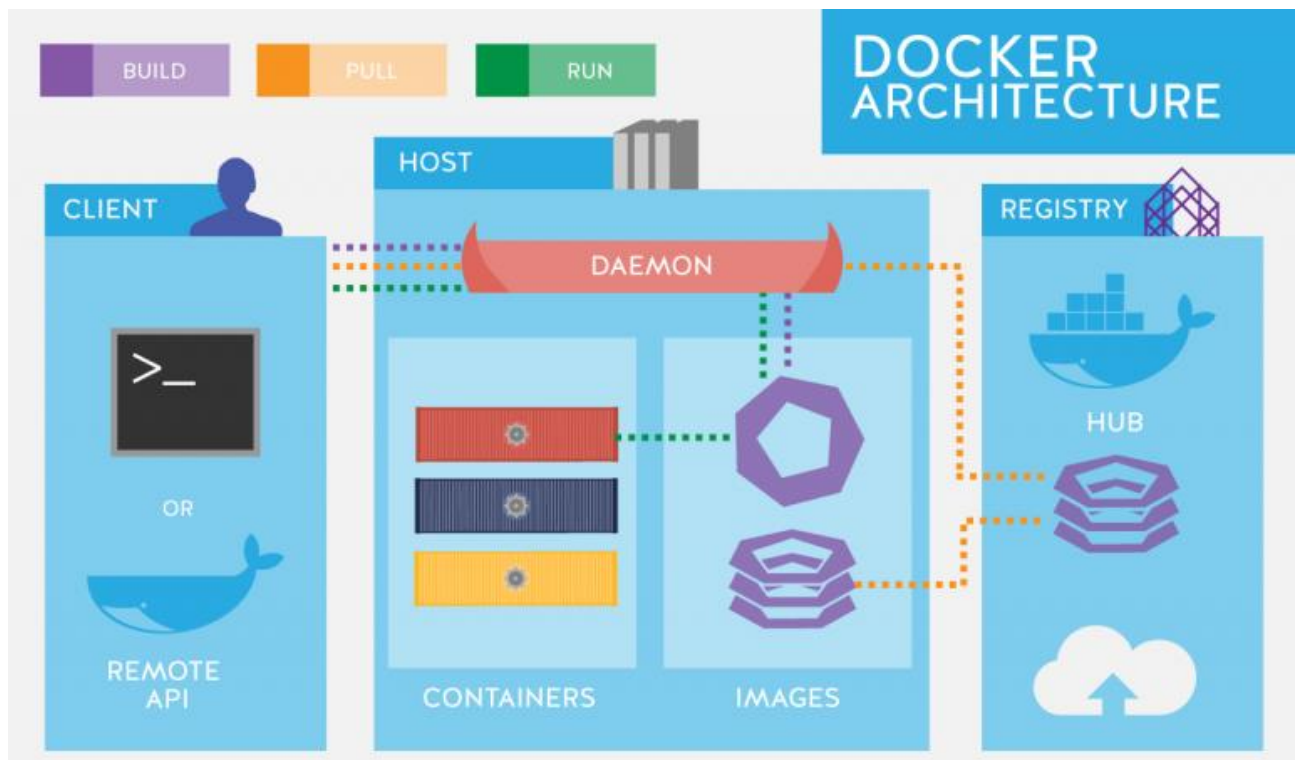 BUILD
PULL
RUN
DOCKER
ARCHITECTURE
CLIENT
>_
OR
REMOTE
API
HOST
DAEMON
CONTAINERS
IMAGES
REGISTRY
HUB